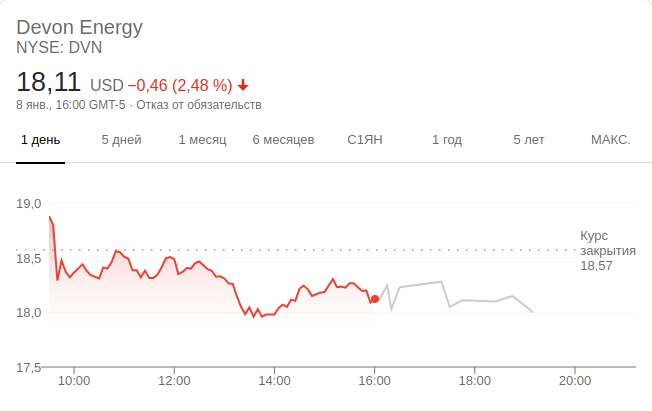 Devon Energy
NYSE: DVN
18,11 USD −0,46 (2,48 %)
8 янв., 16:00 GMT-5 · Отказ от обязательств
1 день 5 дней 1 месяц 6 месяцев С1ЯН 1 год 5 лет МАКС.
19,0
Курс
закрытия
18,57
18,5
18,0
17,5
10:00 12:00 14:00 16:00 18:00 20:00